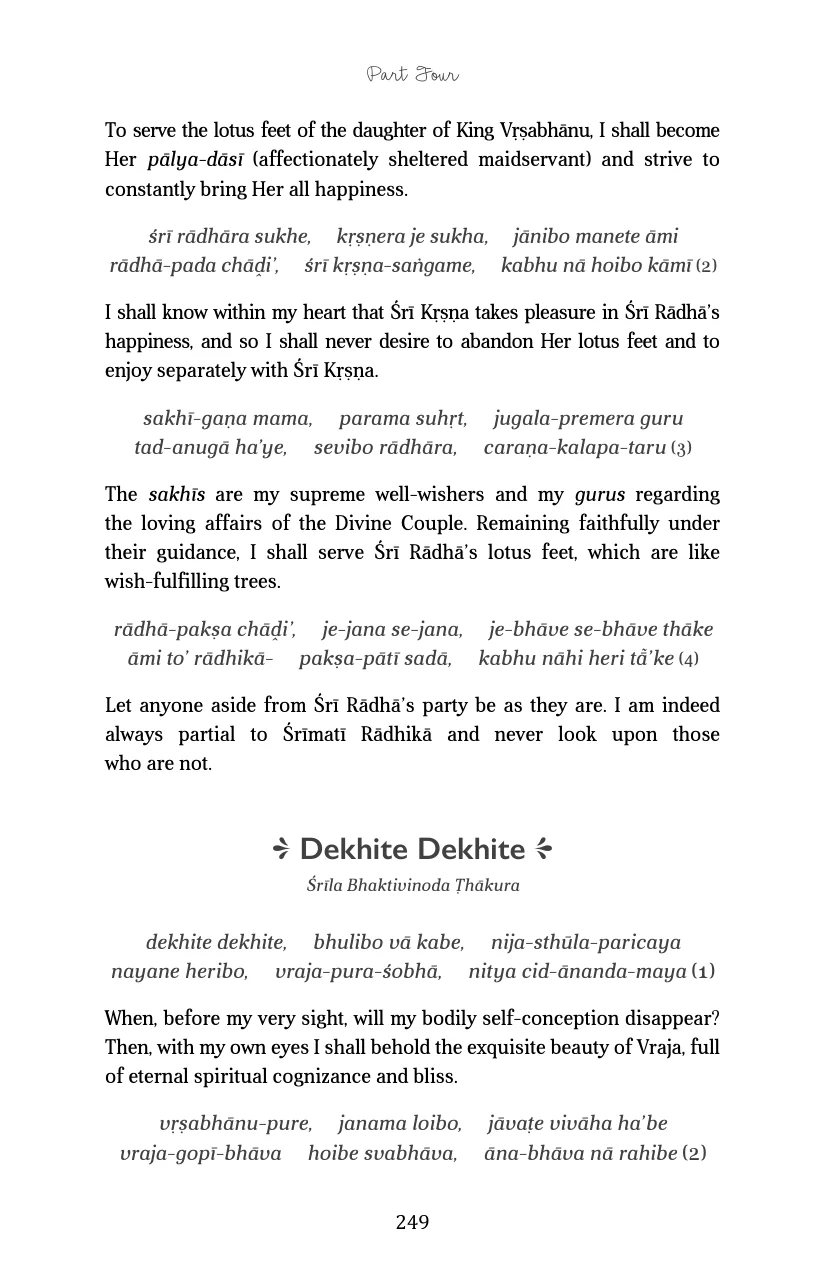 Part Four
To serve the lotus feet of the daughter of King Vṛṣabhānu, I shall become
Her pālya-dāsī (affectionately sheltered maidservant) and strive to
constantly bring Her all happiness.
śrī rādhāra sukhe, kṛṣṇera je sukha, jānibo manete āmi
rādhā-pada chāḍi’, śrī kṛṣṇa-saṅgame, kabhu nā hoibo kāmī (2)
I shall know within my heart that Śrī Kṛṣṇa takes pleasure in Śrī Rādhā’s
happiness, and so I shall never desire to abandon Her lotus feet and to
enjoy separately with Śrī Kṛṣṇa.
sakhī-gaṇa mama, parama suhṛt, jugala-premera guru
tad-anugā ha’ye, sevibo rādhāra, caraṇa-kalapa-taru (3)
The sakhīs are my supreme well-wishers and my gurus regarding
the loving affairs of the Divine Couple. Remaining faithfully under
their guidance, I shall serve Śrī Rādhā’s lotus feet, which are like
wish-fulfilling trees.
rādhā-pakṣa chāḍi’, je-jana se-jana, je-bhāve se-bhāve thāke
āmi to’ rādhikā- pakṣa-pātī sadā, kabhu nāhi heri tā̐’ke (4)
Let anyone aside from Śrī Rādhā’s party be as they are. I am indeed
always partial to Śrīmatī Rādhikā and never look upon those
who are not.
Dekhite Dekhite
Śrīla Bhaktivinoda Ṭhākura
dekhite dekhite, bhulibo vā kabe, nija-sthūla-paricaya
nayane heribo, vraja-pura-śobhā, nitya cid-ānanda-maya (1)
When, before my very sight, will my bodily self-conception disappear?
Then, with my own eyes I shall behold the exquisite beauty of Vraja, full
of eternal spiritual cognizance and bliss.
vṛṣabhānu-pure, janama loibo, jāvaṭe vivāha ha’be
vraja-gopī-bhāva hoibe svabhāva, āna-bhāva nā rahibe (2)
249